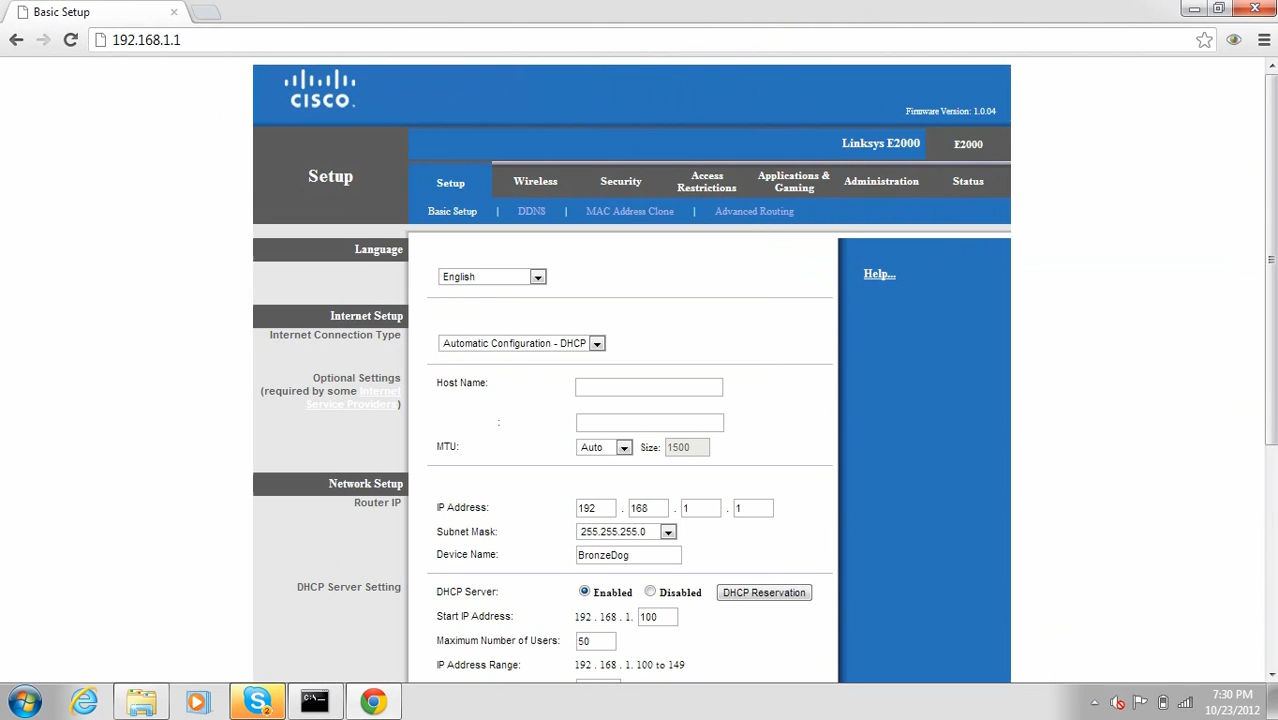 Basic Setup
192.168.1.1
CISCO.
Firmware Version: 1.0.04
Linksys E2000
E2000
Setup
Setup
Wireless
Security
Access Restrictions
Applications & Gaming
Administration
Status
Basic Setup | DDNS | MAC Address Clone | Advanced Routing
Language
English
Help...
Internet Setup
Internet Connection Type
Automatic Configuration - DHCP
Optional Settings
(required by some Internet
Service Providers)
Host Name:
:
MTU: Auto Size: 1500
Network Setup
Router IP
IP Address: 192 . 168 . 1 . 1
Subnet Mask: 255.255.255.0
Device Name: BronzeDog
DHCP Server Setting
DHCP Server: Enabled Disabled DHCP Reservation
Start IP Address: 192 . 168 . 1. 100
Maximum Number of Users: 50
IP Address Range: 192 . 168 . 1. 100 to 149
7:30 PM
10/23/2012